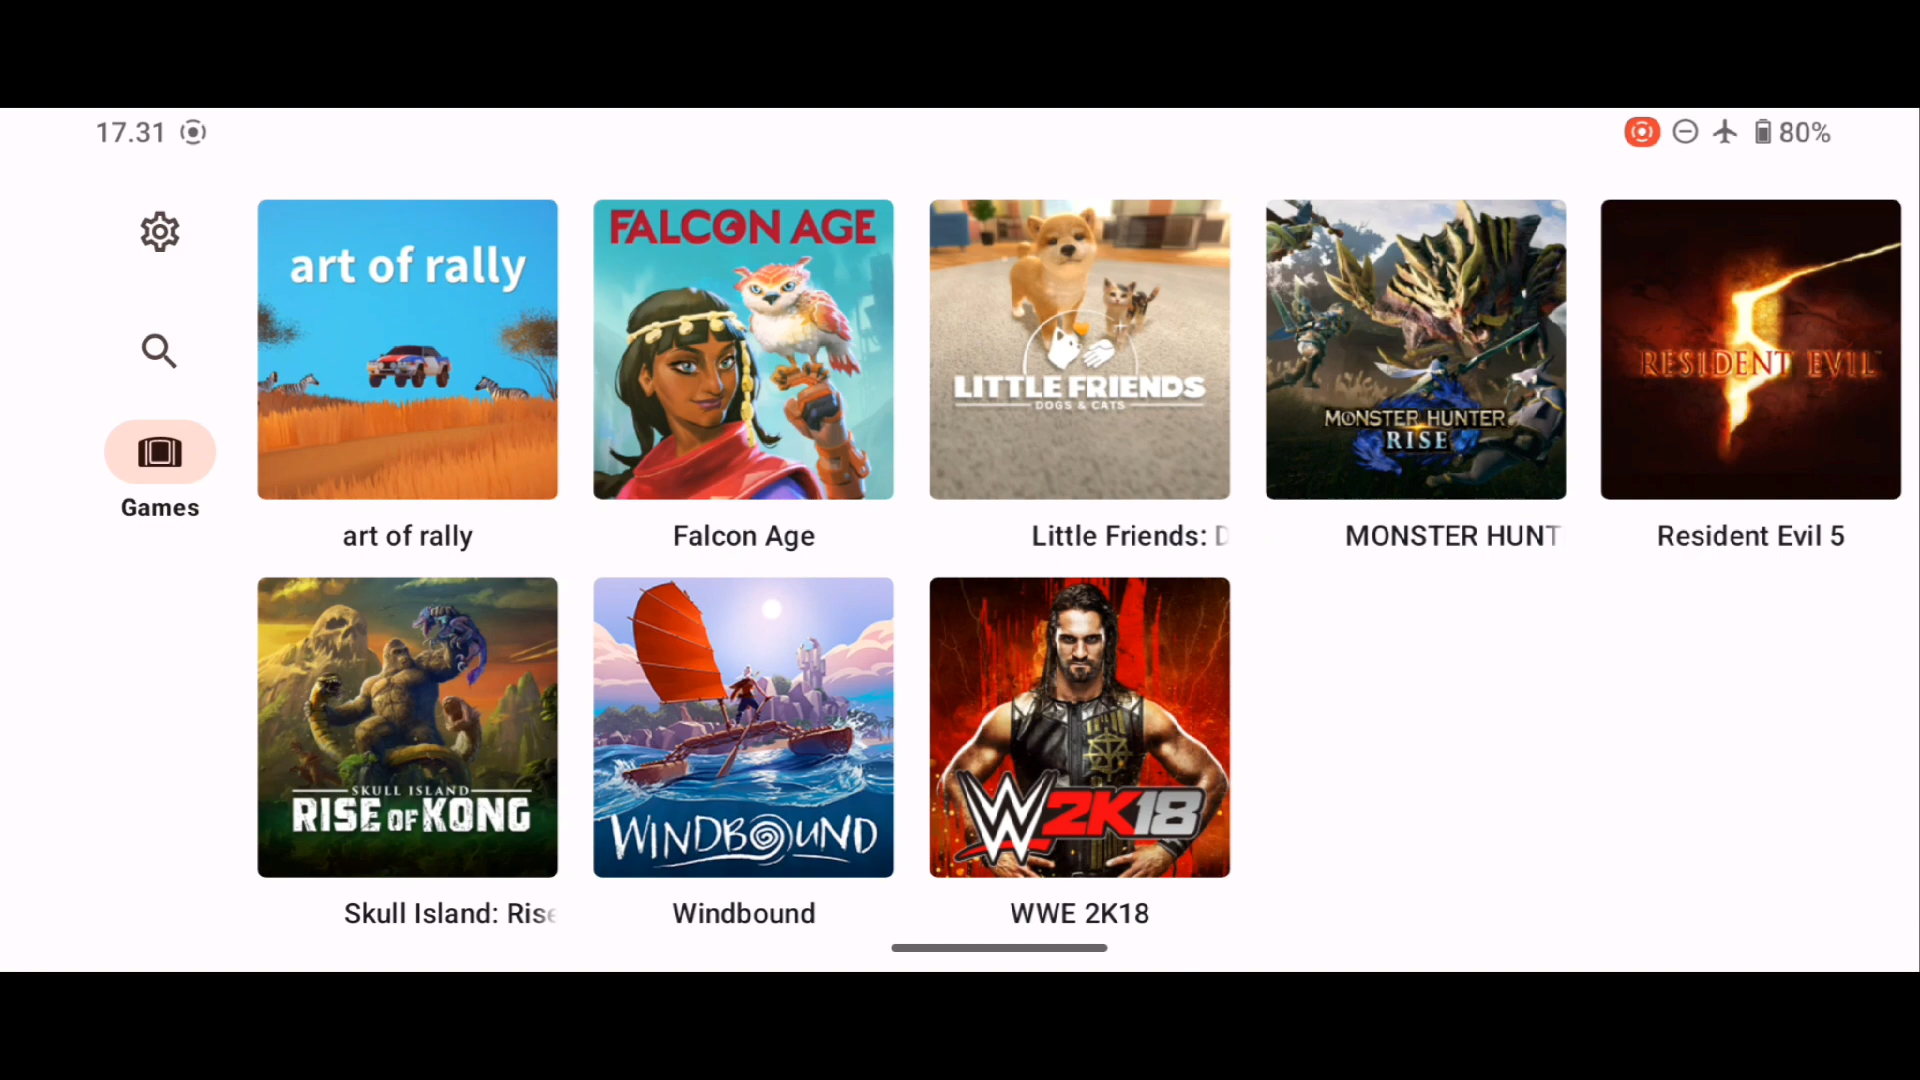 17.31
80%
art of rally
FALCON AGE
LITTLE FRIENDS
DOGS & CATS
MONSTER HUNTER
RISE
RESIDENT EVIL
5
Games
art of rally
Falcon Age
Little Friends: D
MONSTER HUNT
Resident Evil 5
SKULL ISLAND
RISE OF KONG
WINDBOUND
W 2K18
Skull Island: Rise
Windbound
WWE 2K18